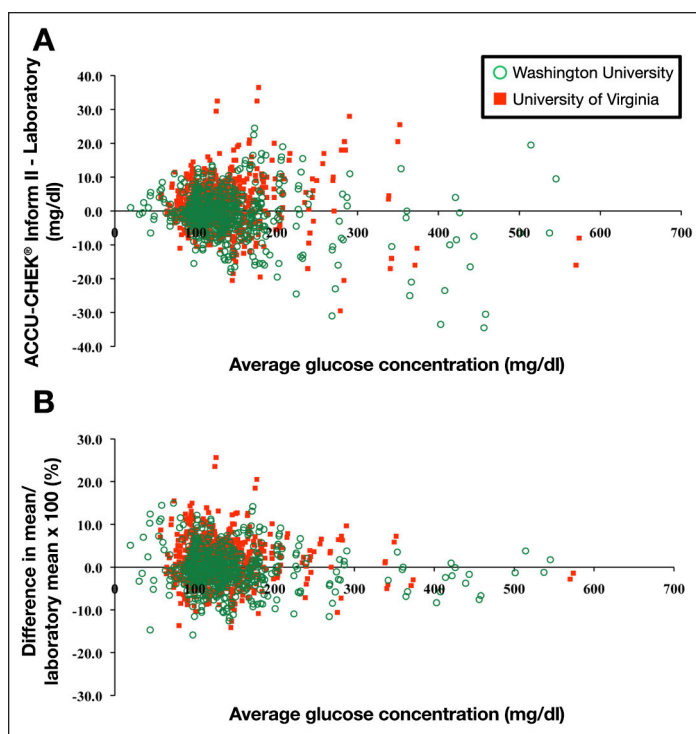 A
Washington University
University of Virginia
ACCU-CHEK® Inform II - Laboratory
(mg/dl)
40.0
30.0
20.0
10.0
0.0
-10.0
-20.0
-30.0
-40.0
0 100 200 300 400 500 600 700
Average glucose concentration (mg/dl)
B
Difference in mean/
laboratory mean x 100 (%)
30.0
20.0
10.0
0.0
-10.0
-20.0
-30.0
0 100 200 300 400 500 600 700
Average glucose concentration (mg/dl)